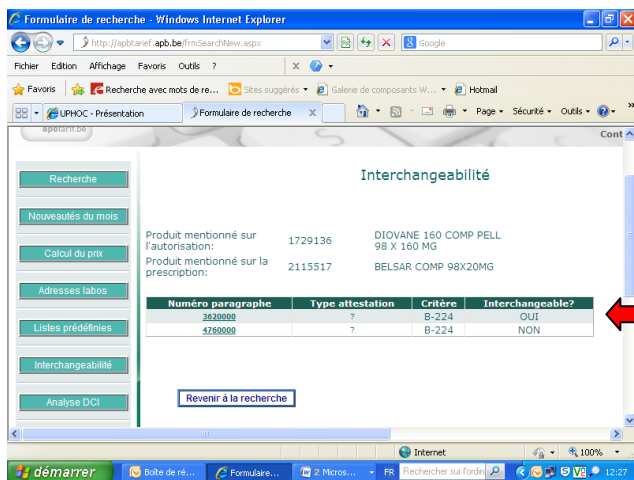 Formulaire de recherche - Windows Internet Explorer
http://apbtarief.apb.be/frmSearchNew.aspx
Google
Fichier Edition Affichage Favoris Outils ?
x
Favoris Recherche avec mots de re... Sites suggérés Galerie de composants W... Hotmail
UPHOC - Présentation Formulaire de recherche x Page Sécurité Outils »
apbtarif.be
Cont
Recherche
Interchangeabilité
Nouveautés du mois
Produit mentionné sur l'autorisation: 1729136 DIOVANE 160 COMP PELL 98 X 160 MG
Calcul du prix
Produit mentionné sur la prescription: 2115517 BELSAR COMP 98X20MG
Adresses labos
Numéro paragraphe Type attestation Critère Interchangeable?
3620000 ? B-224 OUI
Listes prédéfinies
4760000 ? B-224 NON
Interchangeabilité
Revenir à la recherche
Analyse DCI
Internet 100%
démarrer Boîte de ré... Formulaire... 2 Micros... FR Rechercher sur l'ordin 12:27